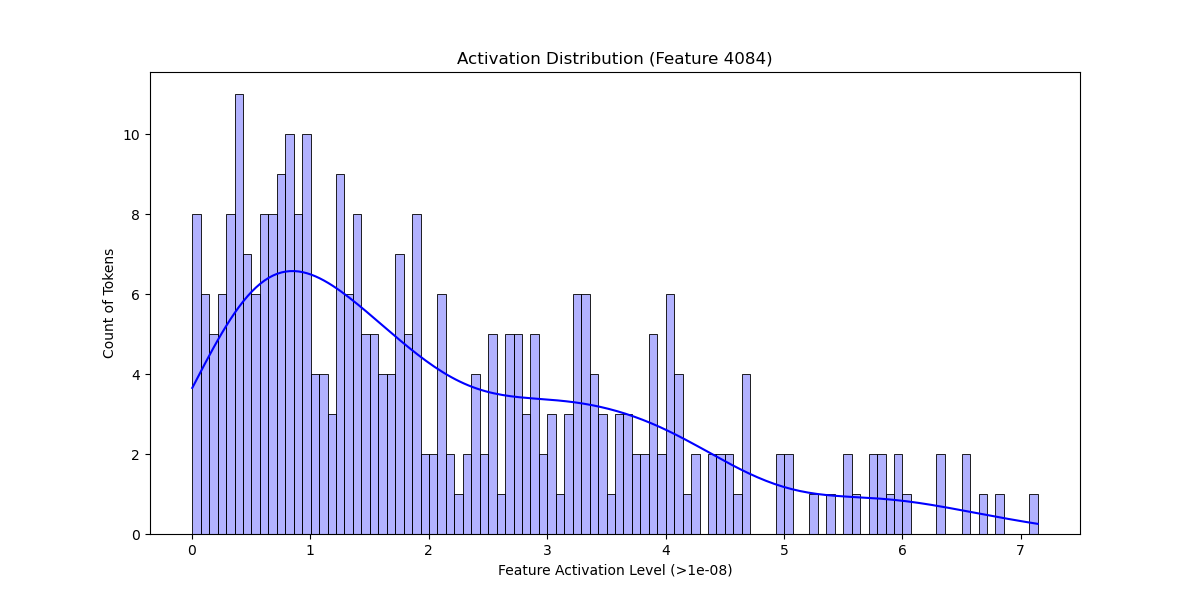 Activation Distribution (Feature 4084)
10
8
6
4
2
0
Count of Tokens
0 1 2 3 4 5 6 7
Feature Activation Level (>1e-08)